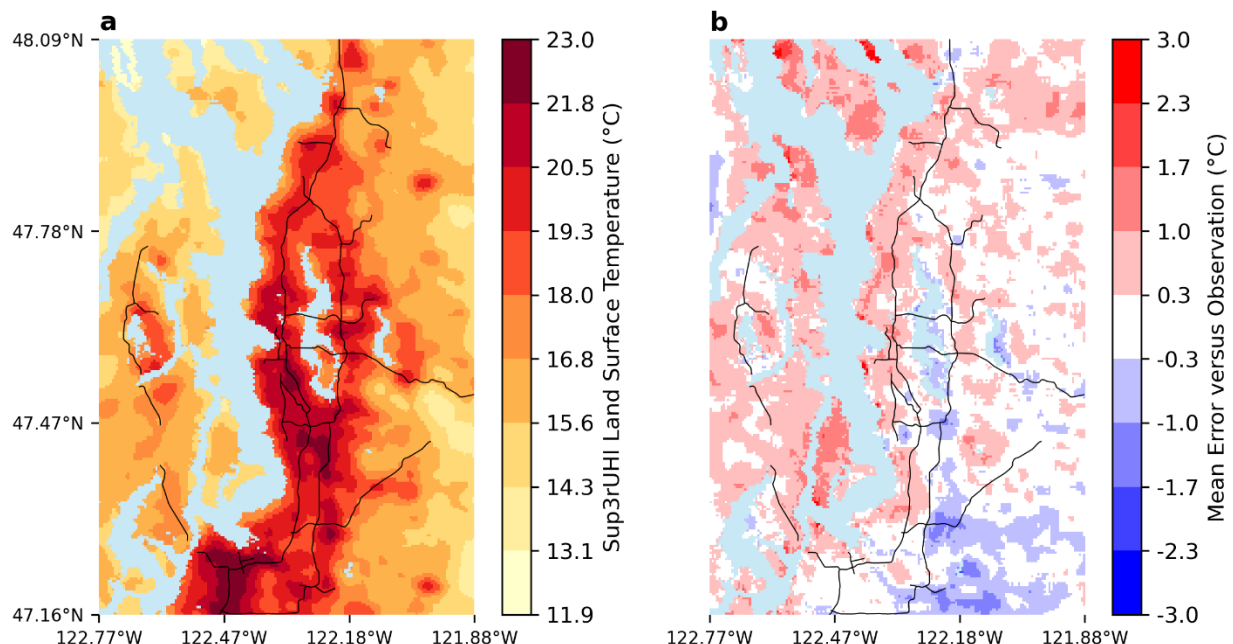 a
b
48.09°N
47.78°N
47.47°N
47.16°N
122.77°W
122.47°W
122.18°W
121.88°W
23.0
21.8
20.5
19.3
18.0
16.8
15.6
14.3
13.1
11.9
Sup3rUHI Land Surface Temperature (°C)
122.77°W
122.47°W
122.18°W
121.88°W
3.0
2.3
1.7
1.0
0.3
-0.3
-1.0
-1.7
-2.3
-3.0
Mean Error versus Observation (°C)